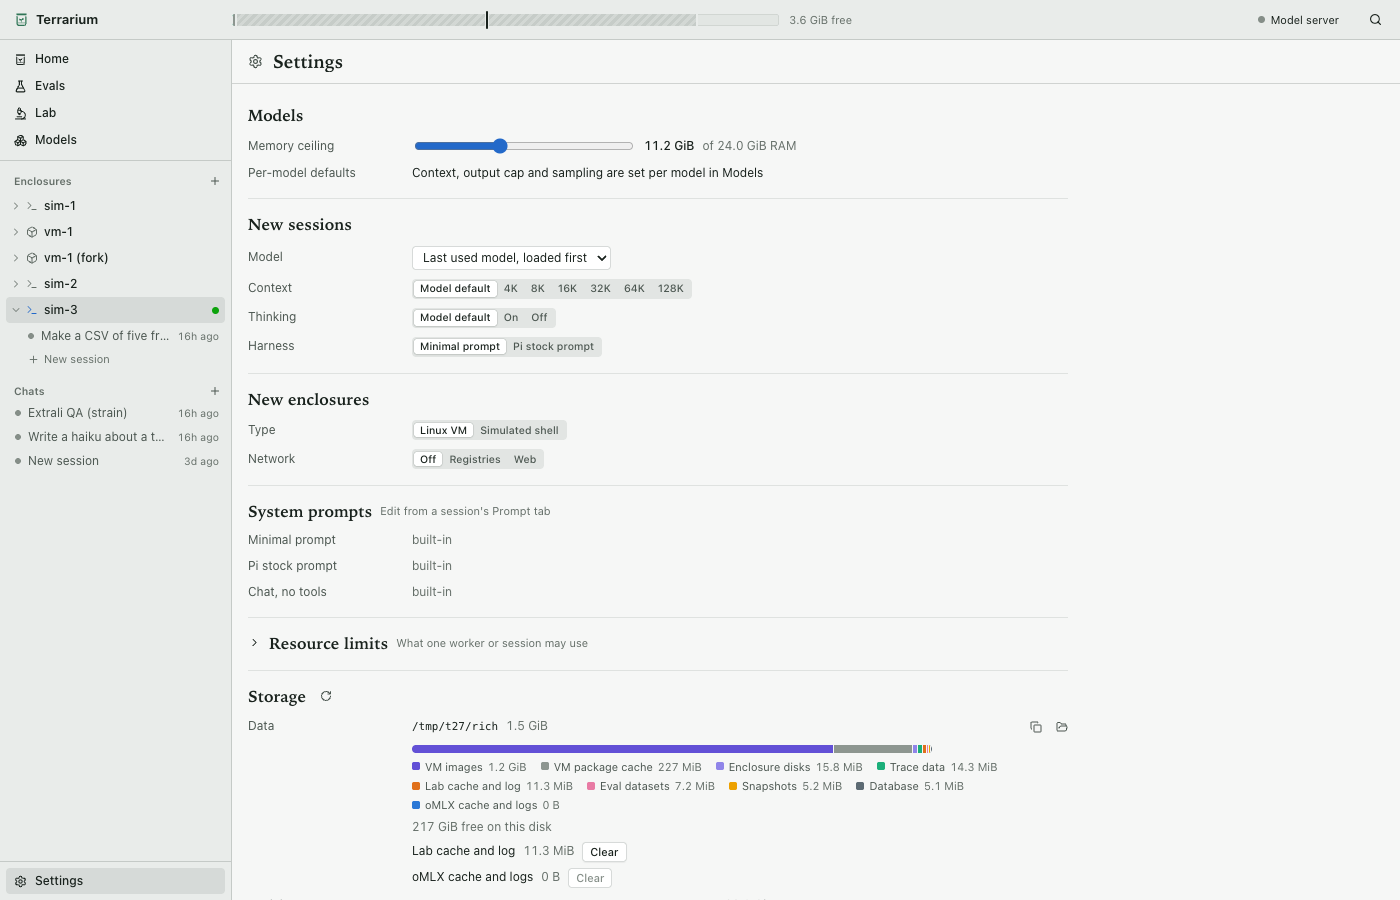 Terrarium
3.6 GiB free
Model server
Home
Evals
Lab
Models
Enclosures
sim-1
vm-1
vm-1 (fork)
sim-2
sim-3
Make a CSV of five fr... 16h ago
New session
Chats
Extrali QA (strain) 16h ago
Write a haiku about a t... 16h ago
New session 3d ago
Settings
Settings
Models
Memory ceiling 11.2 GiB of 24.0 GiB RAM
Per-model defaults Context, output cap and sampling are set per model in Models
New sessions
Model Last used model, loaded first
Context Model default 4K 8K 16K 32K 64K 128K
Thinking Model default On Off
Harness Minimal prompt Pi stock prompt
New enclosures
Type Linux VM Simulated shell
Network Off Registries Web
System prompts Edit from a session's Prompt tab
Minimal prompt built-in
Pi stock prompt built-in
Chat, no tools built-in
Resource limits What one worker or session may use
Storage
Data /tmp/t27/rich 1.5 GiB
VM images 1.2 GiB VM package cache 227 MiB Enclosure disks 15.8 MiB Trace data 14.3 MiB
Lab cache and log 11.3 MiB Eval datasets 7.2 MiB Snapshots 5.2 MiB Database 5.1 MiB
oMLX cache and logs 0 B
217 GiB free on this disk
Lab cache and log 11.3 MiB Clear
oMLX cache and logs 0 B Clear